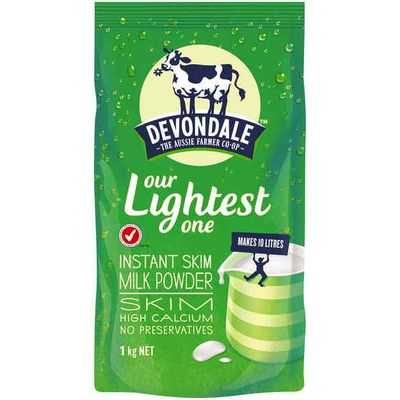 DEVONDALE
THE AUSSIE FARMER CO-OP
our
Lightest
one
MAKES 10 LITRES
INSTANT SKIM
MILK POWDER
SKIM
HIGH CALCIUM
NO PRESERVATIVES
1 kg NET